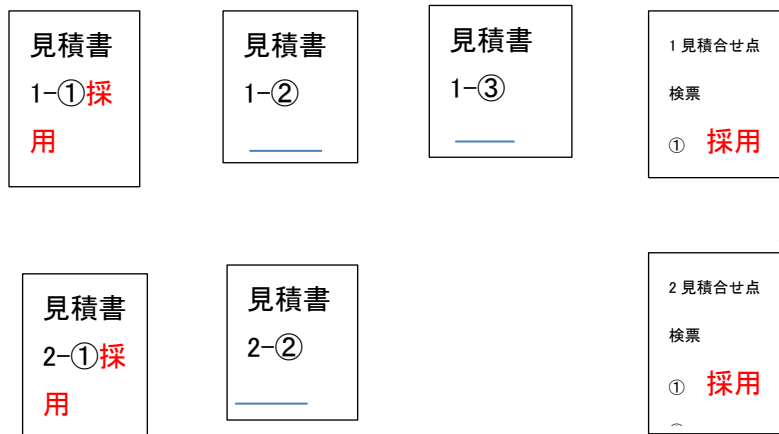 見積書
1-①採
用
見積書
1-②
見積書
1-③
1 見積合せ点
検票
① 採用
見積書
2-①採
用
見積書
2-②
2 見積合せ点
検票
① 採用